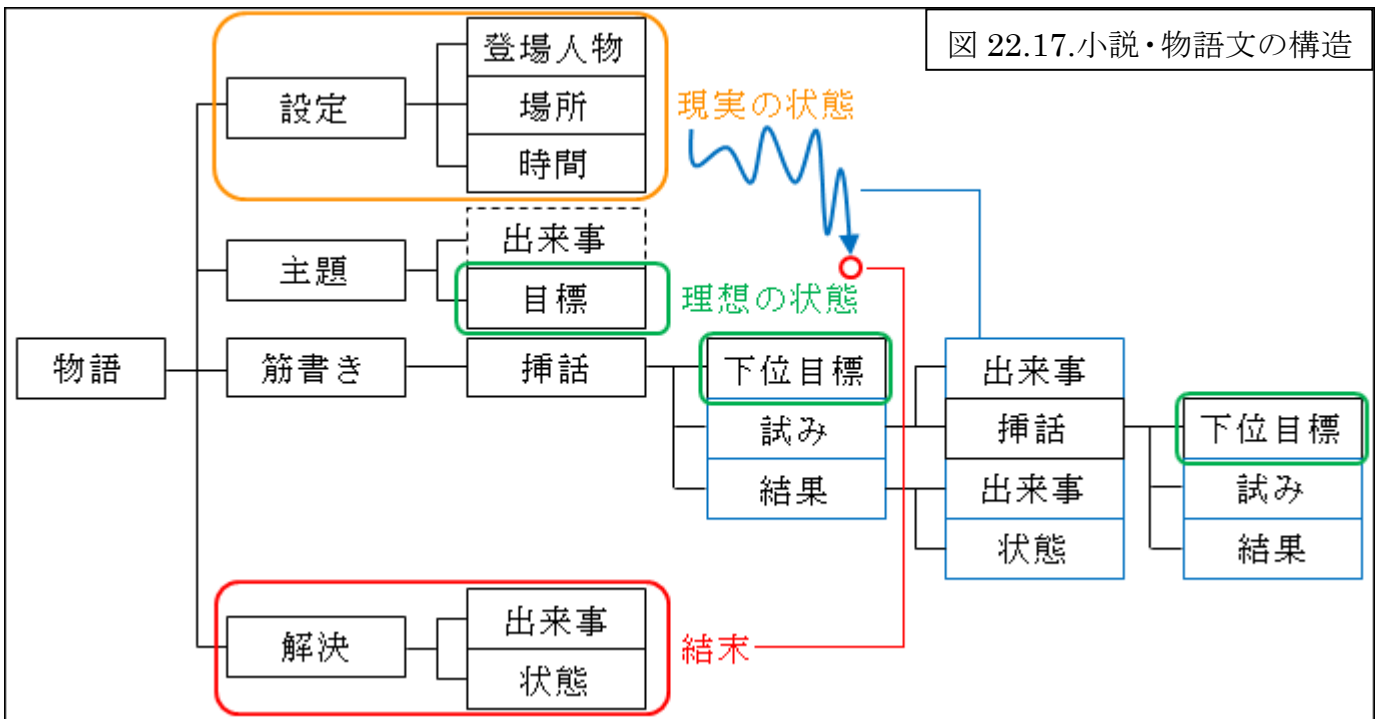 図 22.17.小説・物語文の構造
登場人物
設定
場所
現実の状態
時間
出来事
主題
目標
理想の状態
物語
筋書き
挿話
下位目標
出来事
試み
挿話
下位目標
結果
出来事
試み
状態
結果
出来事
解決
結末
状態